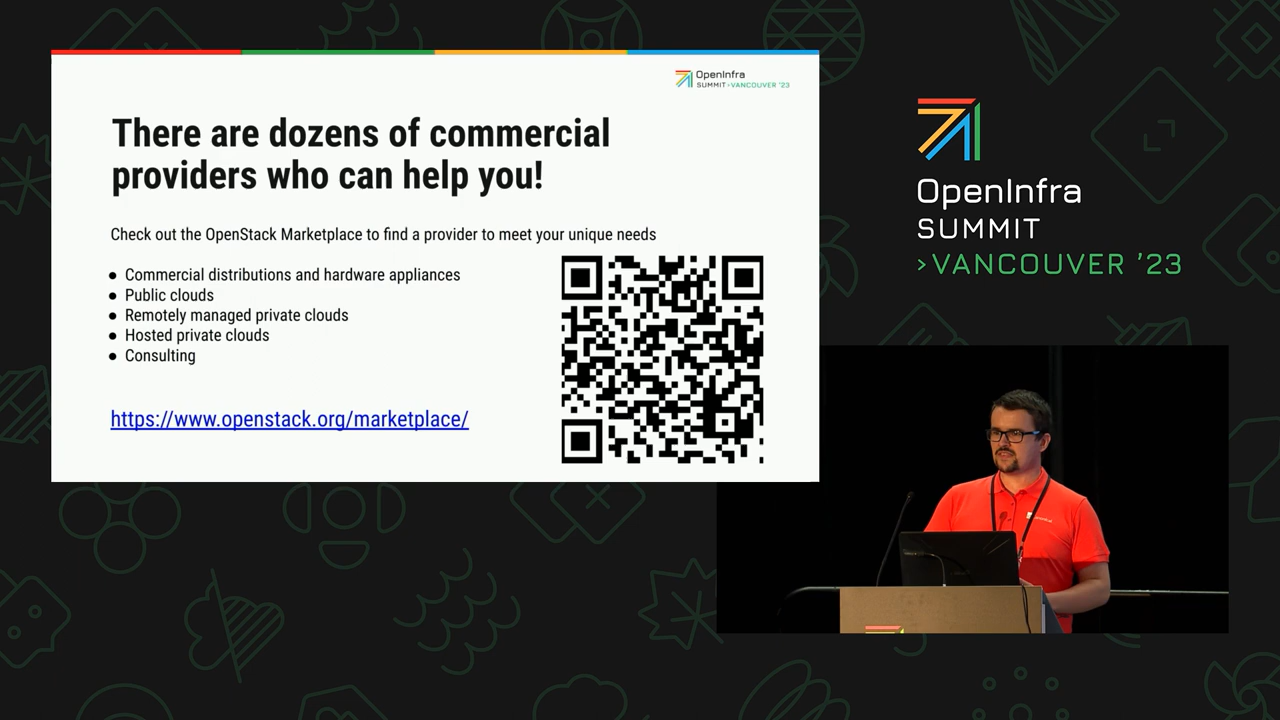 OpenInfra
SUMMIT >VANCOUVER '23
There are dozens of commercial
providers who can help you!
Check out the OpenStack Marketplace to find a provider to meet your unique needs
● Commercial distributions and hardware appliances
● Public clouds
● Remotely managed private clouds
● Hosted private clouds
● Consulting
https://www.openstack.org/marketplace/
OpenInfra
SUMMIT
>VANCOUVER '23